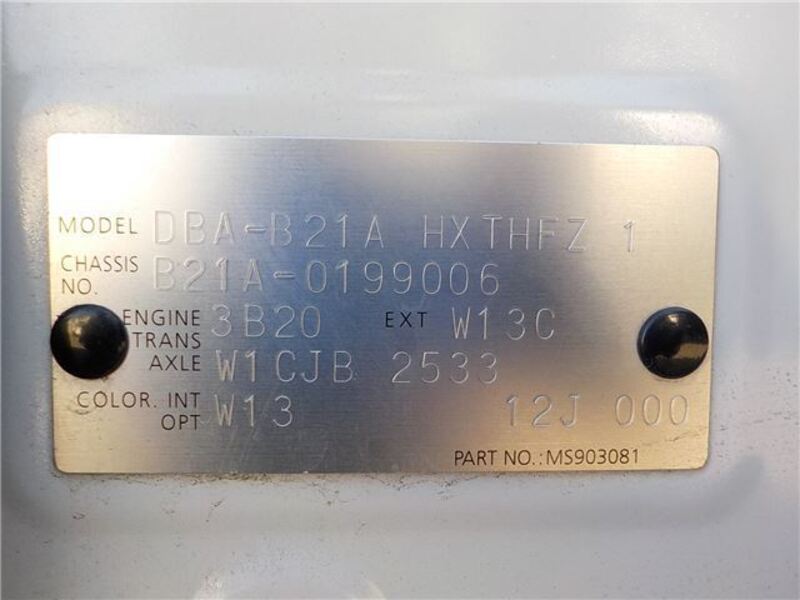 MODEL DBA-B21A HXTHFZ 1
CHASSIS NO. B21A-0199006
ENGINE 3B20 EXT W13C
TRANS AXLE W1CJB 2533
COLOR. INT OPT W13 12J 000
PART NO.:MS903081